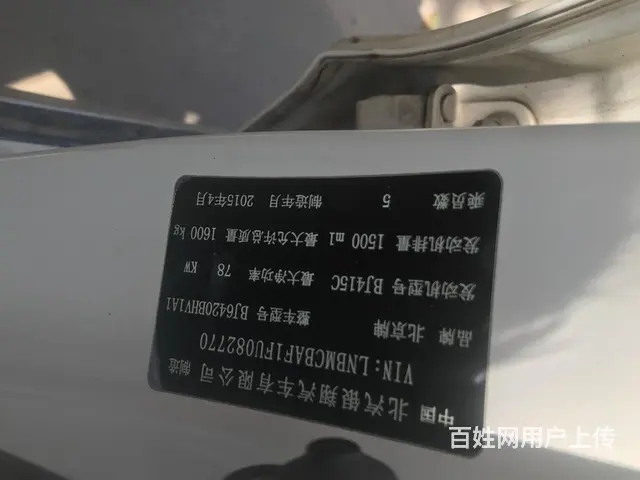 中国 北汽银翔汽车有限公司 制造
VIN:LNBMCBAF1FU082770
品牌 北京牌 整车型号 BJ6420BHV1A1
发动机型号 BJ415C 最大净功率 78 KW
发动机排量 1500 ml 最大允许总质量 1600 kg
乘员数 5 制造年月 2015年4月
百姓网用户上传